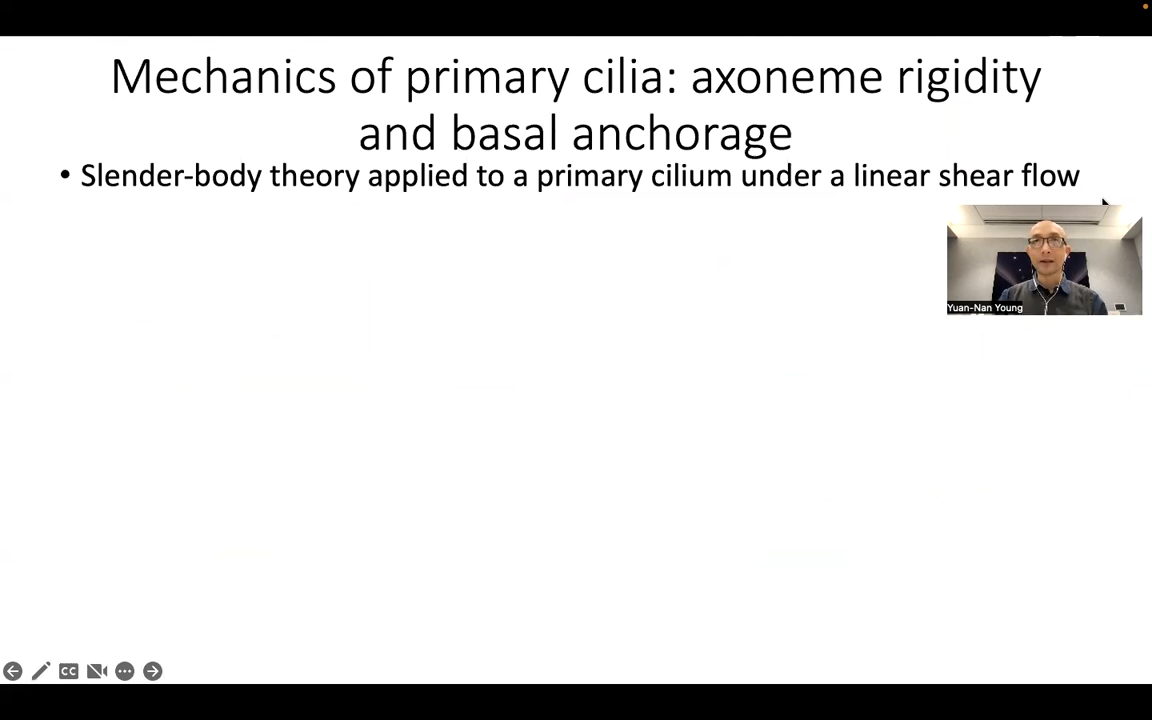 Mechanics of primary cilia: axoneme rigidity
and basal anchorage
• Slender-body theory applied to a primary cilium under a linear shear flow
Yuan-Nan Young
CC